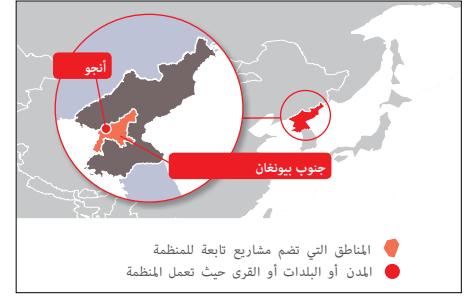 أنجو
جنوب بيونغان
المناطق التي تضم مشاريع تابعة للمنظمة
المدن أو البلدات أو القرى حيث تعمل المنظمة